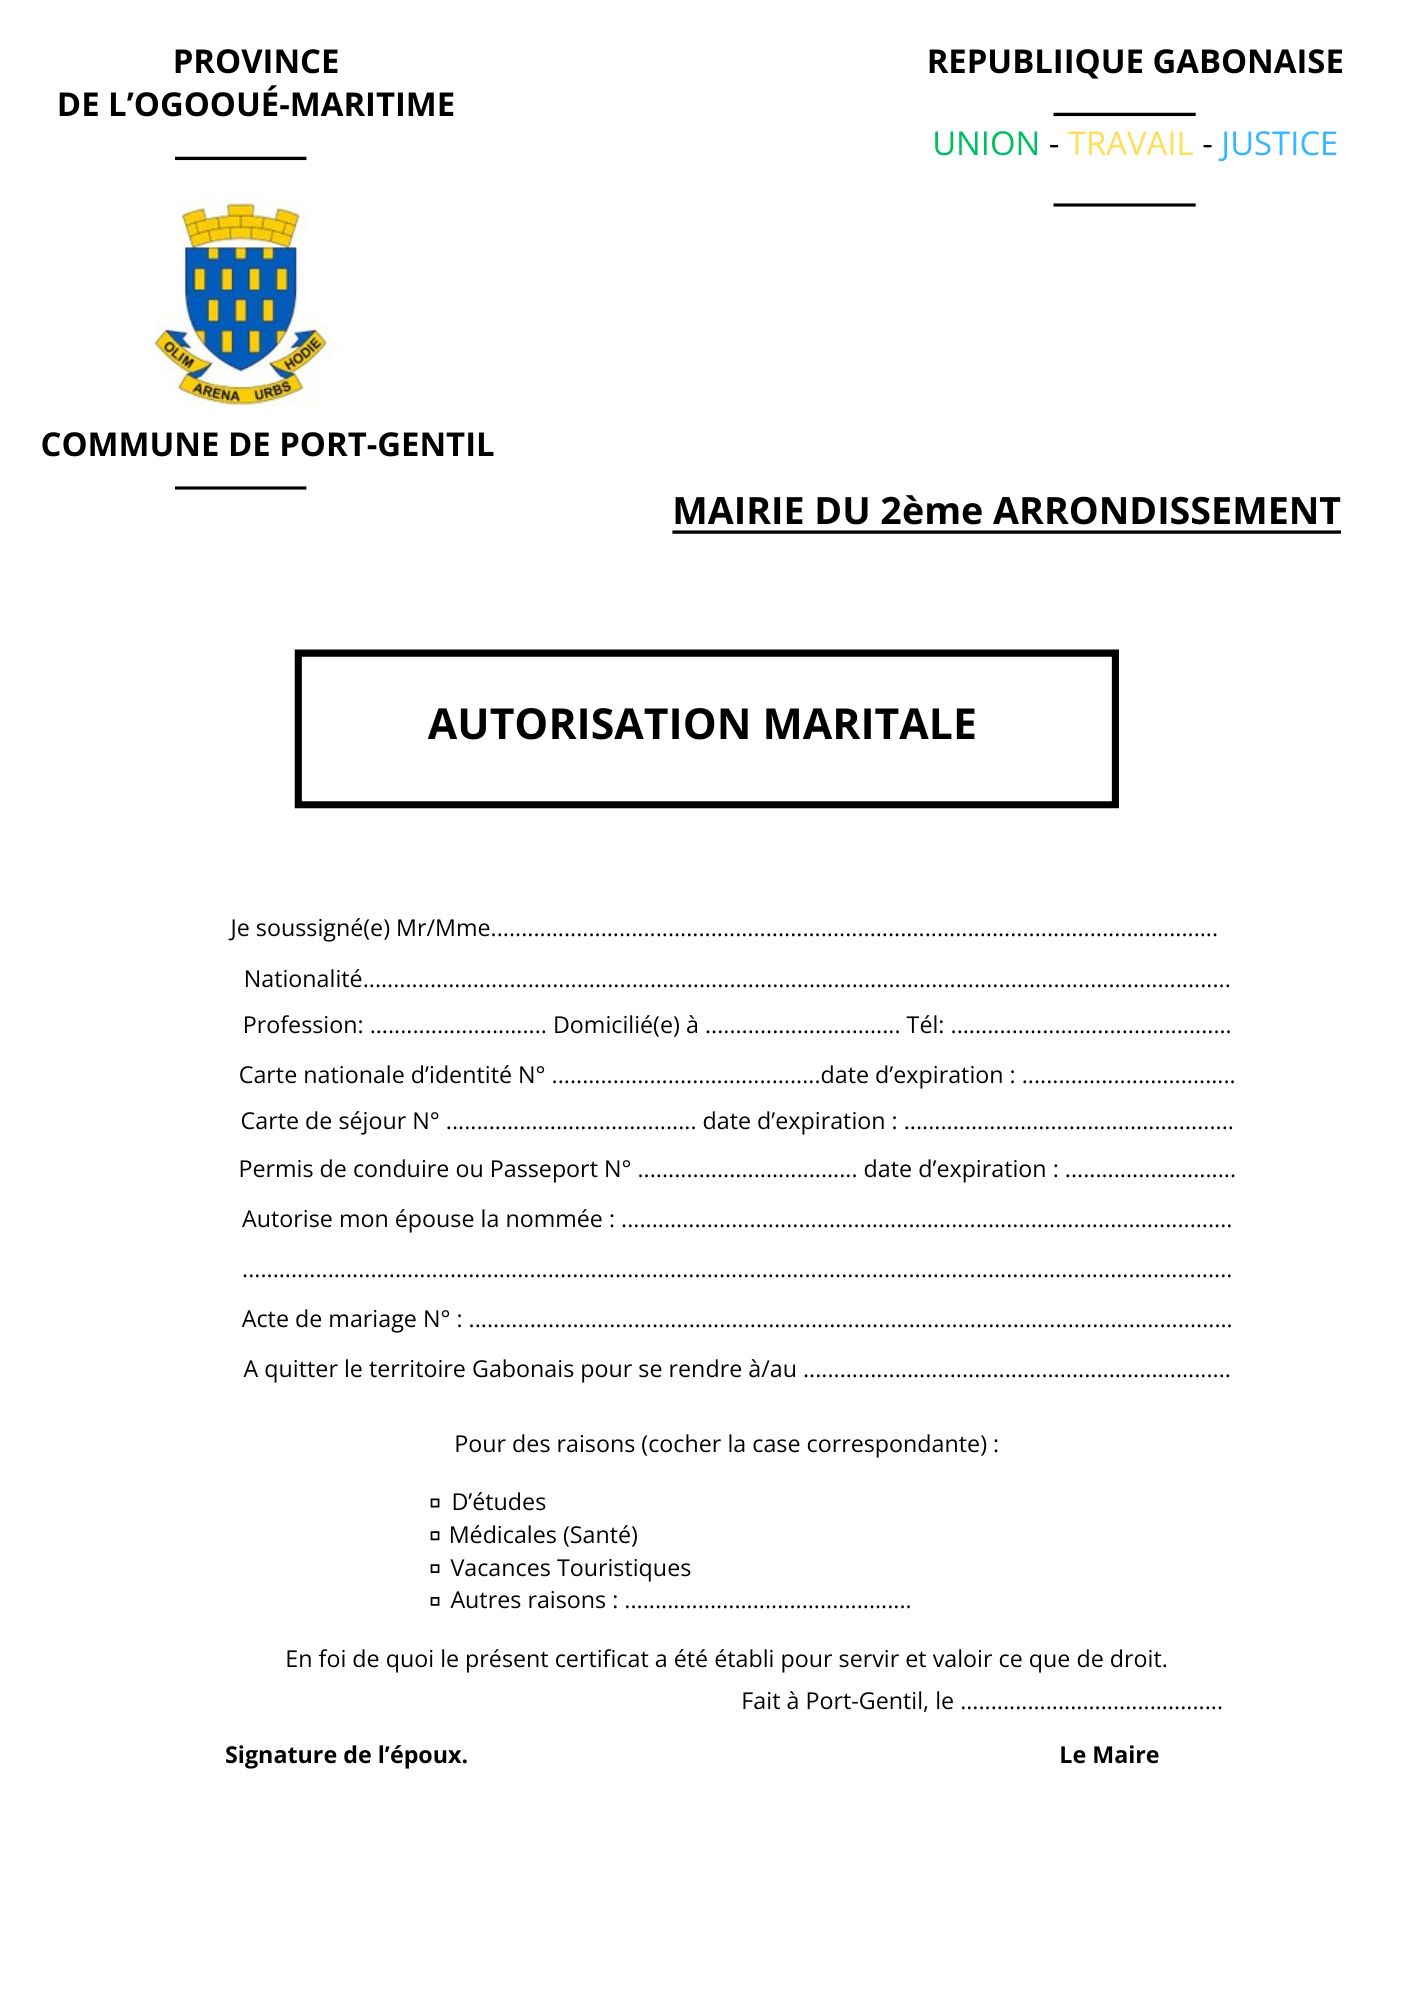 PROVINCE
DE L’OGOOUÉ-MARITIME
REPUBLIIQUE GABONAISE
UNION - TRAVAIL - JUSTICE
OLIM ARENA URBS HODIE
COMMUNE DE PORT-GENTIL
MAIRIE DU 2ème ARRONDISSEMENT
AUTORISATION MARITALE
Je soussigné(e) Mr/Mme........................................................................................................................
Nationalité...............................................................................................................................................
Profession: ............................. Domicilié(e) à ................................ Tél: ..............................................
Carte nationale d’identité N° ............................................date d’expiration : ...................................
Carte de séjour N° ......................................... date d’expiration : ......................................................
Permis de conduire ou Passeport N° .................................... date d’expiration : ............................
Autorise mon épouse la nommée : ....................................................................................................
...................................................................................................................................................................
Acte de mariage N° : .............................................................................................................................
A quitter le territoire Gabonais pour se rendre à/au ......................................................................
Pour des raisons (cocher la case correspondante) :
D’études
Médicales (Santé)
Vacances Touristiques
Autres raisons : ...............................................
En foi de quoi le présent certificat a été établi pour servir et valoir ce que de droit.
Fait à Port-Gentil, le ...........................................
Signature de l’époux.
Le Maire